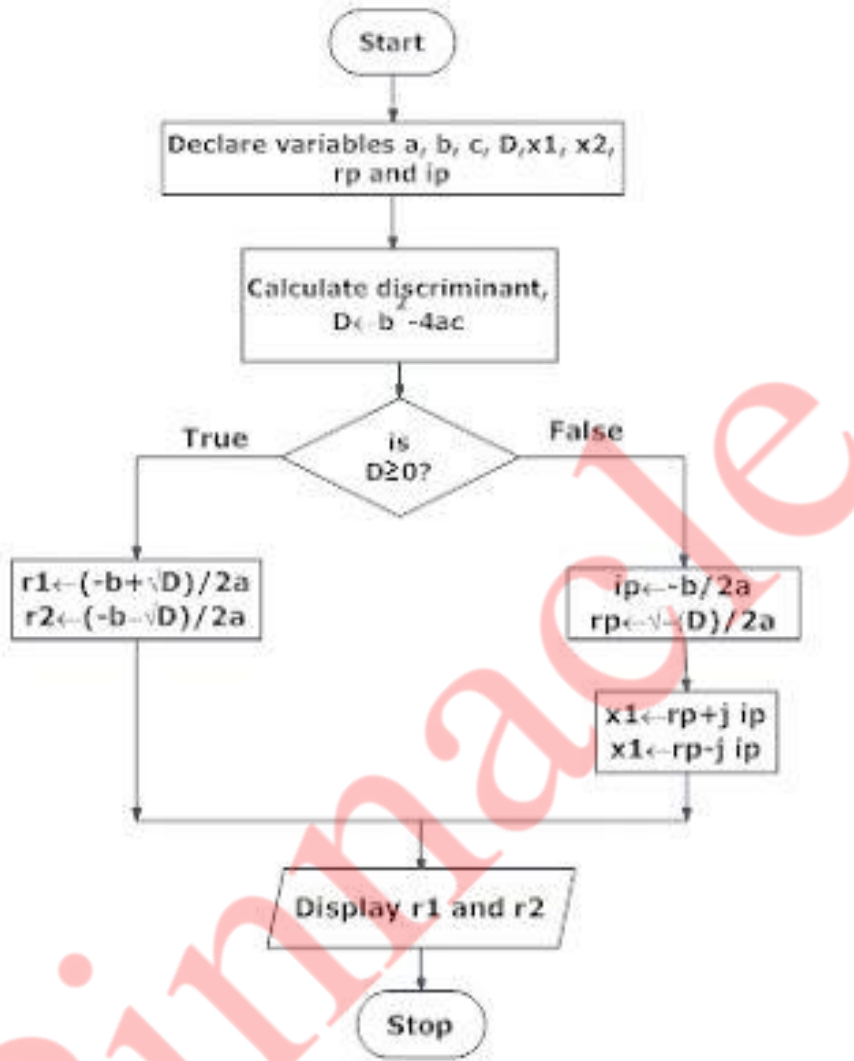 Start
Declare variables a, b, c, D,x1, x2,
rp and ip
Calculate discriminant,
D←b²-4ac
is
D≥0?
True
False
r1←(-b+√D)/2a
r2←(-b-√D)/2a
ip←-b/2a
rp←√-(D)/2a
x1←rp+j ip
x1←rp-j ip
Display r1 and r2
Stop
Pinnacle